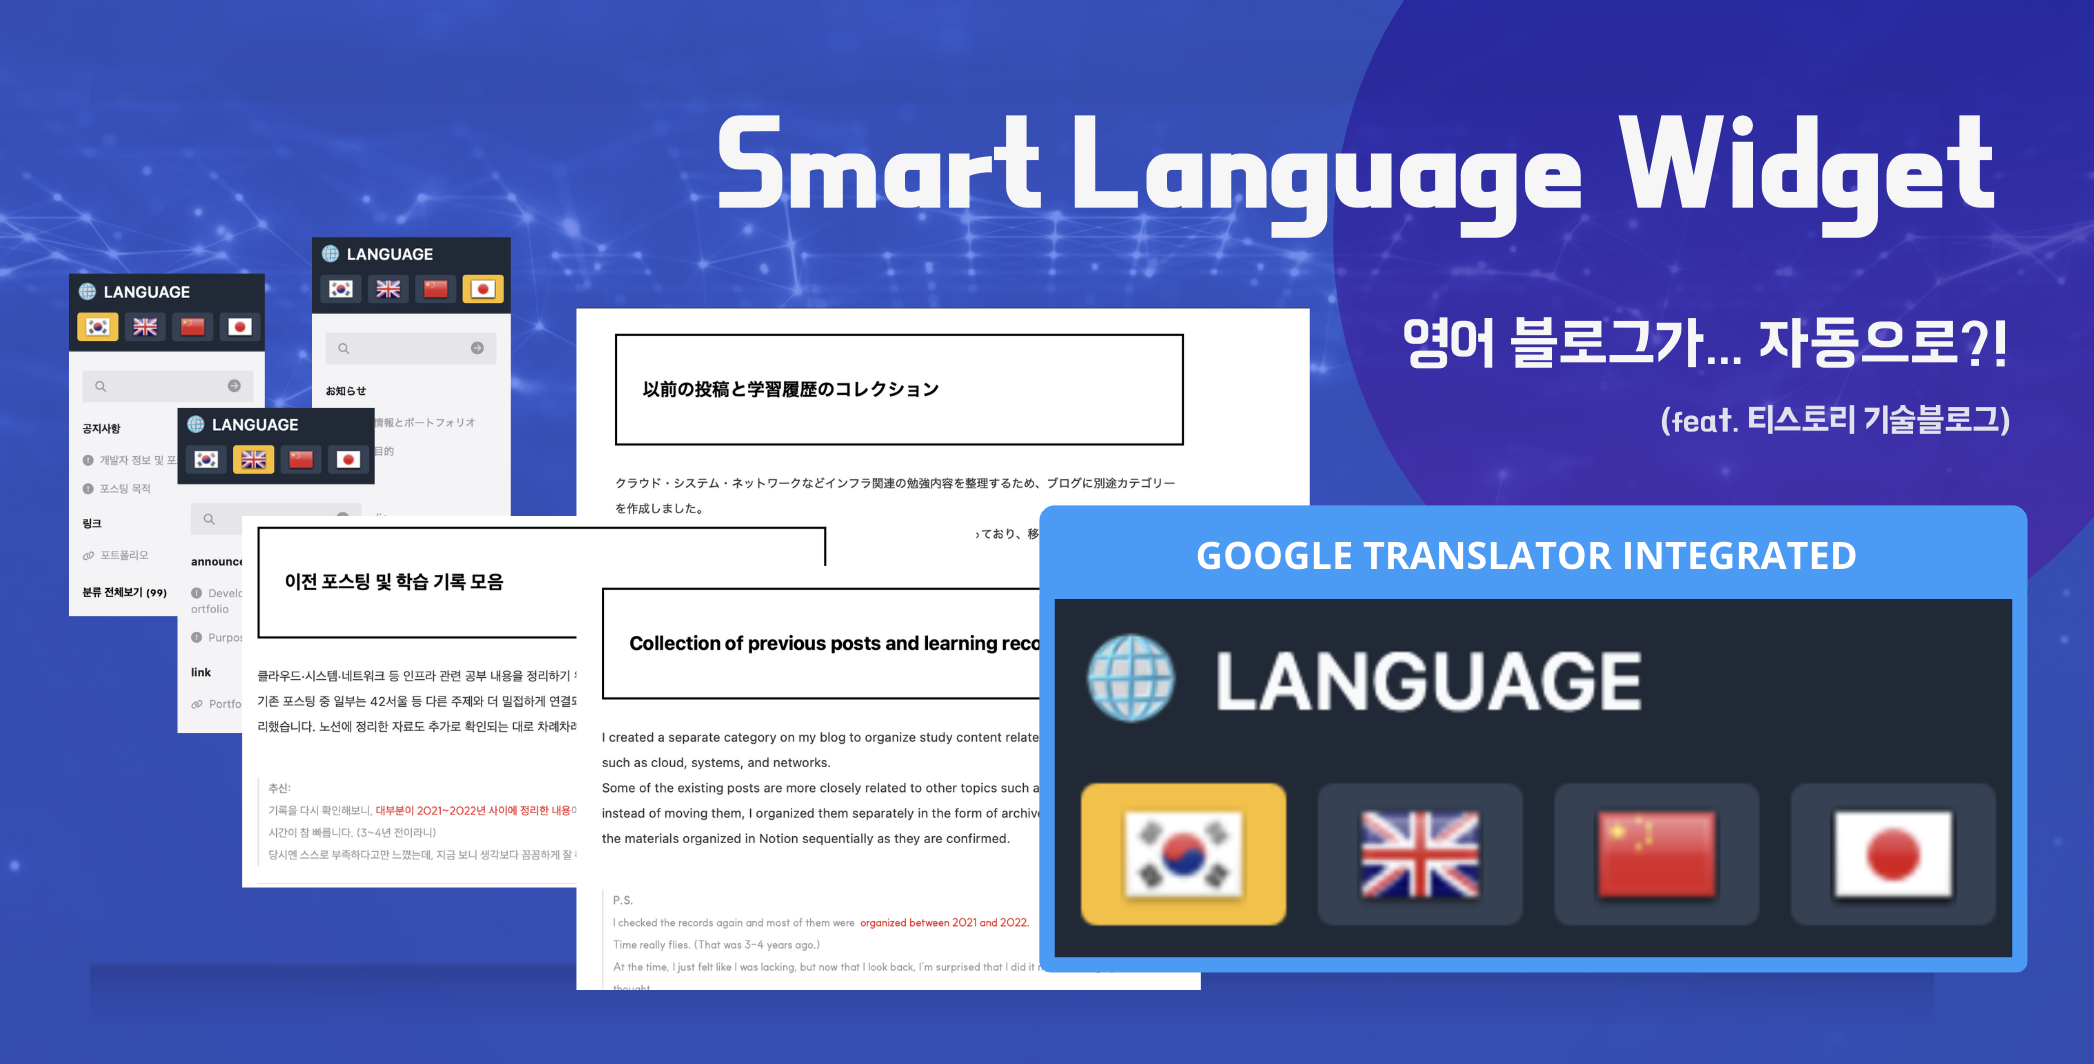 Smart Language Widget
영어 블로그가... 자동으로?!
(feat. 티스토리 기술블로그)
LANGUAGE
공지사항
개발자 정보 및 포
포스팅 목적
링크
포트폴리오
분류 전체보기 (99)
LANGUAGE
お知らせ
情報とポートフォリオ
目的
LANGUAGE
announce
Develo
ortfolio
Purpos
link
Portfo
以前の投稿と学習履歴のコレクション
クラウド・システム・ネットワークなどインフラ関連の勉強内容を整理するため、ブログに別途カテゴリー
を作成しました。
ており、移
이전 포스팅 및 학습 기록 모음
클라우드·시스템·네트워크 등 인프라 관련 공부 내용을 정리하기
기존 포스팅 중 일부는 42서울 등 다른 주제와 더 밀접하게 연결되
리했습니다. 노션에 정리한 자료도 추가로 확인되는 대로 차례차례
추신:
기록을 다시 확인해보니, 대부분이 2021~2022년 사이에 정리한 내용이
시간이 참 빠릅니다. (3~4년 전이라니)
당시엔 스스로 부족하다고만 느꼈는데, 지금 보니 생각보다 꼼꼼하게 잘
Collection of previous posts and learning reco
I created a separate category on my blog to organize study content relate
such as cloud, systems, and networks.
Some of the existing posts are more closely related to other topics such a
instead of moving them, I organized them separately in the form of archive
the materials organized in Notion sequentially as they are confirmed.
P.S.
I checked the records again and most of them were organized between 2021 and 2022.
Time really flies. (That was 3-4 years ago.)
At the time, I just felt like I was lacking, but now that I look back, I'm surprised that I did it
thought
GOOGLE TRANSLATOR INTEGRATED
LANGUAGE